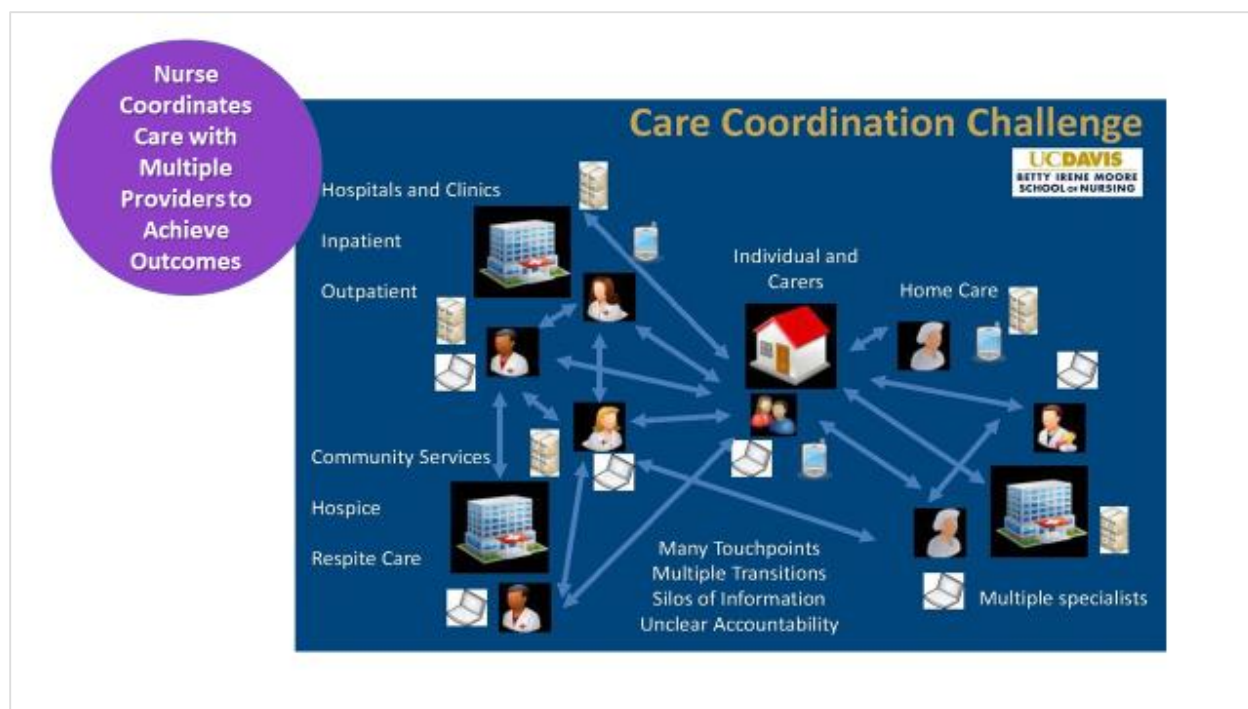 Nurse
Coordinates
Care with
Multiple
Providers to
Achieve
Outcomes
Care Coordination Challenge
UCDAVIS
BETTY IRENE MOORE
SCHOOL OF NURSING
Hospitals and Clinics
Inpatient
Outpatient
Individual and
Carers
Home Care
Community Services
Hospice
Respite Care
Many Touchpoints
Multiple Transitions
Silos of Information
Unclear Accountability
Multiple specialists